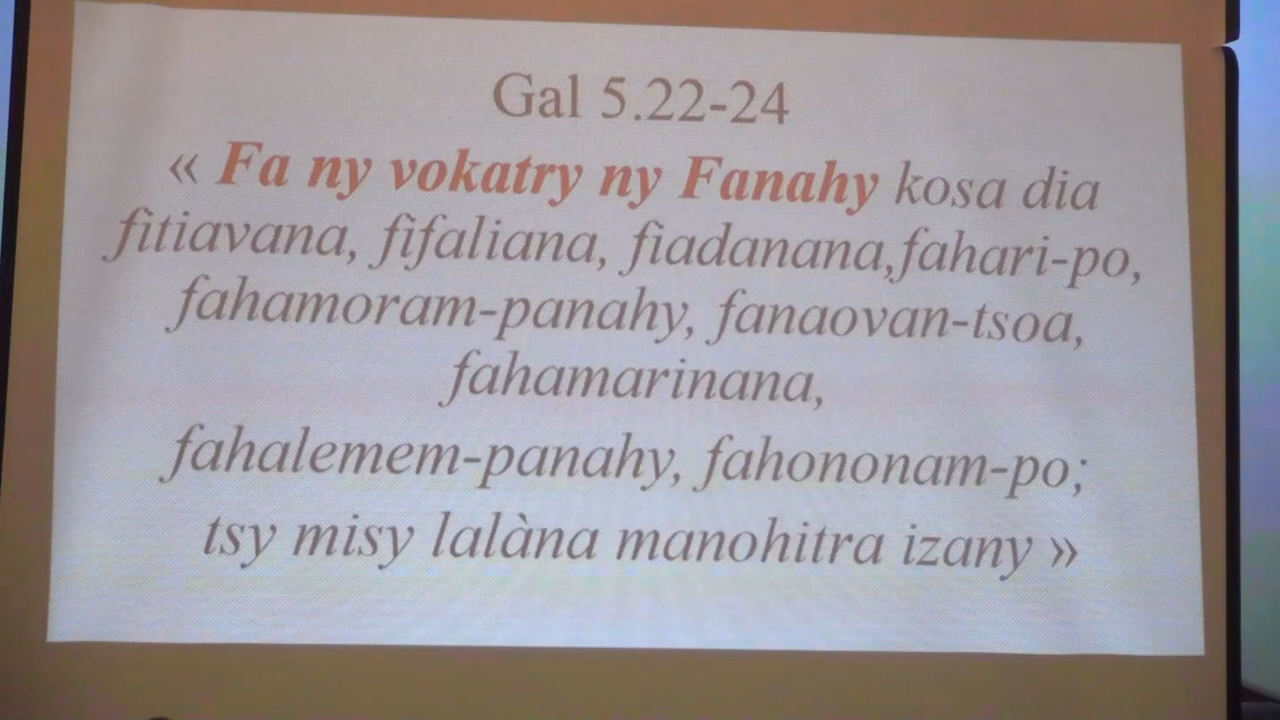 Gal 5.22-24
« Fa ny vokatry ny Fanahy kosa dia
fitiavana, fifaliana, fiadanana,fahari-po,
fahamoram-panahy, fanaovan-tsoa,
fahamarinana,
fahalemem-panahy, fahononam-po;
tsy misy lalàna manohitra izany »